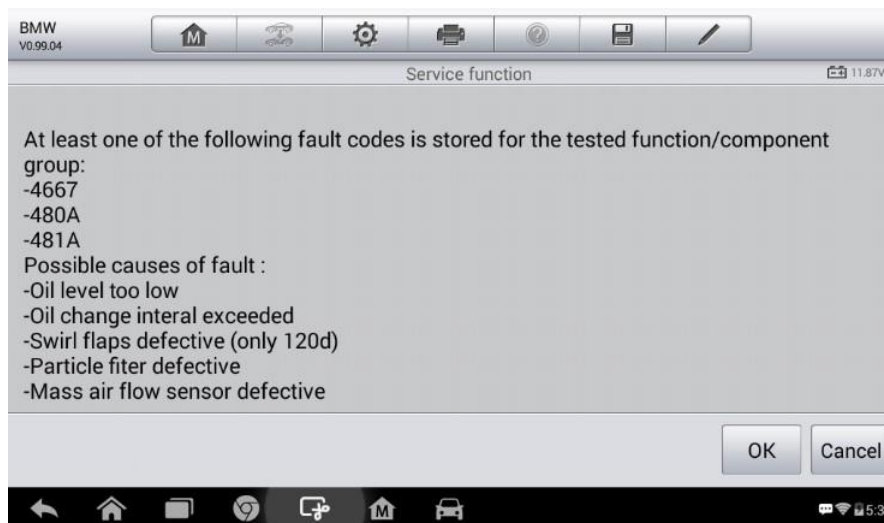 BMW
V0.99.04
M
Service function
11.87V
At least one of the following fault codes is stored for the tested function/component
group:
-4667
-480A
-481A
Possible causes of fault :
-Oil level too low
-Oil change interal exceeded
-Swirl flaps defective (only 120d)
-Particle fiter defective
-Mass air flow sensor defective
OK
Cancel
M
5:3